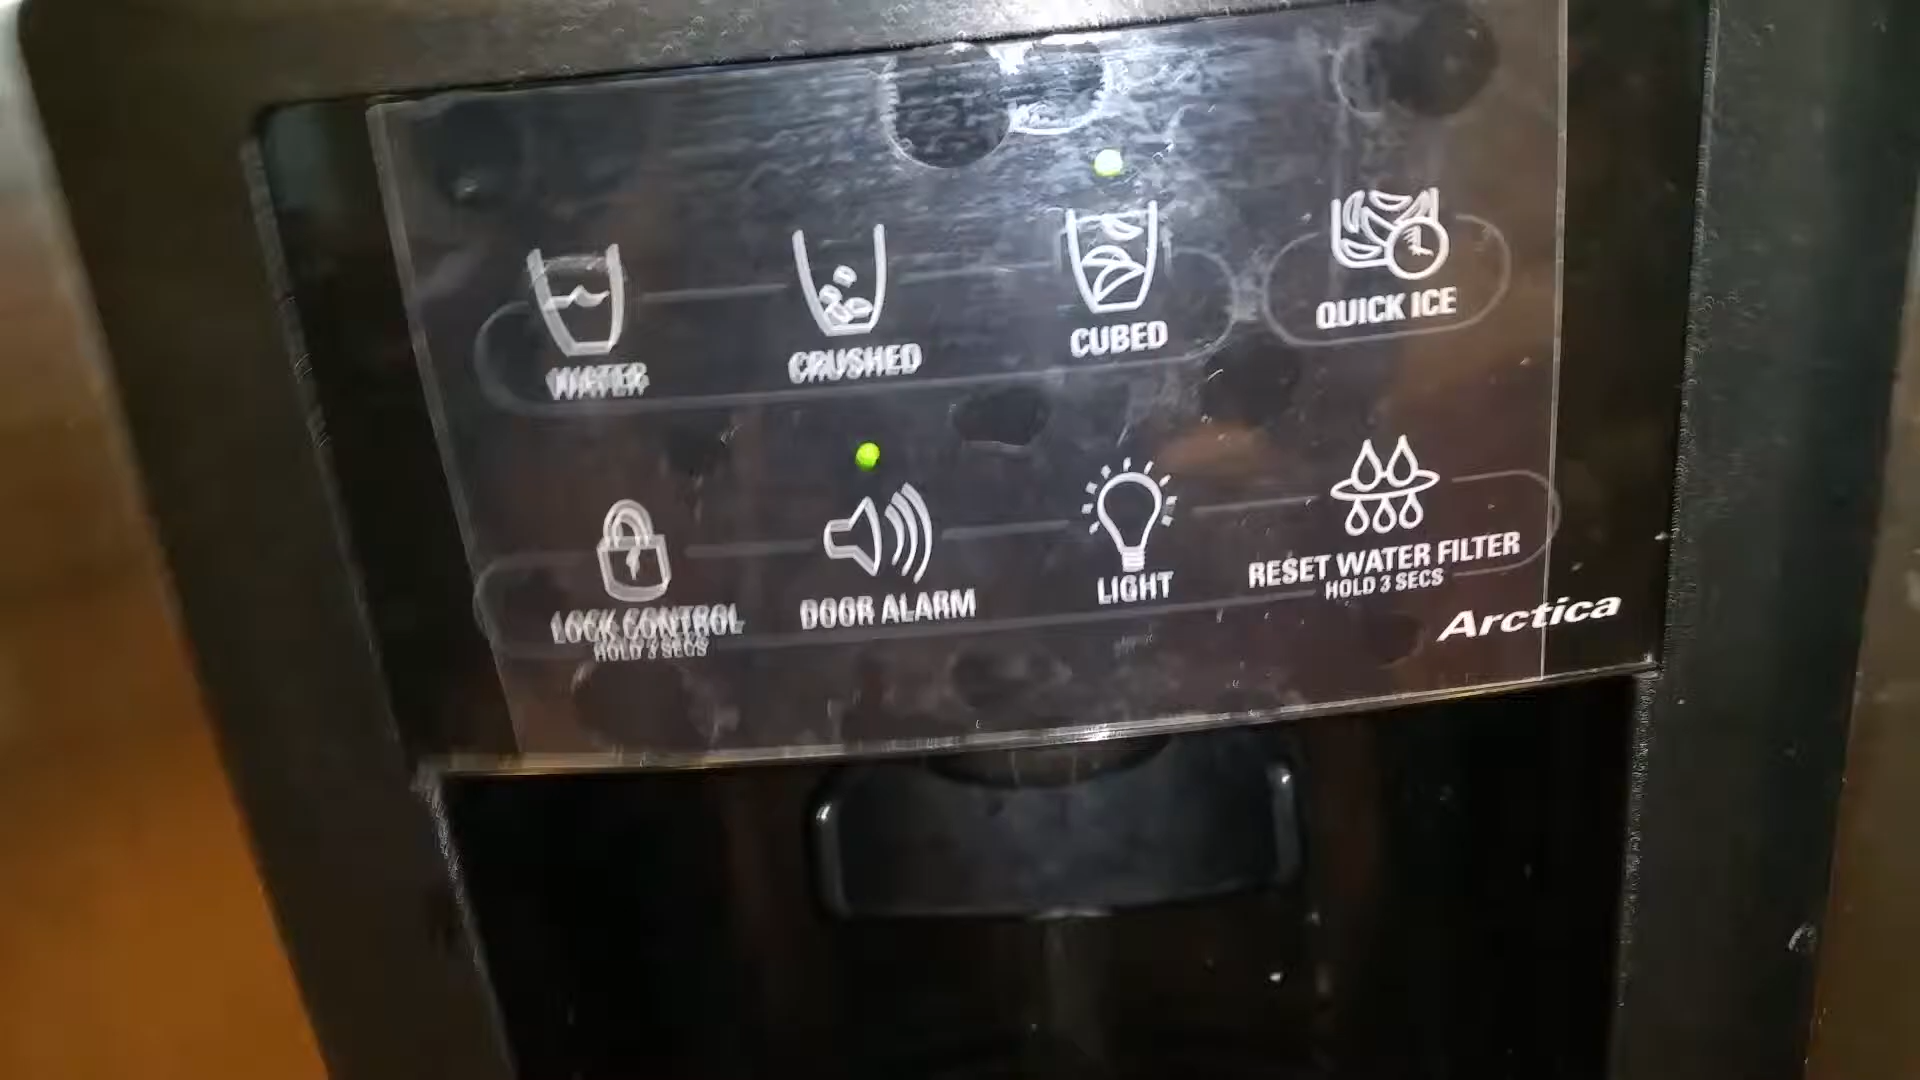 WATER
CRUSHED
CUBED
QUICK ICE
LOCK CONTROL
HOLD 3 SECS
DOOR ALARM
LIGHT
RESET WATER FILTER
HOLD 3 SECS
Arctica